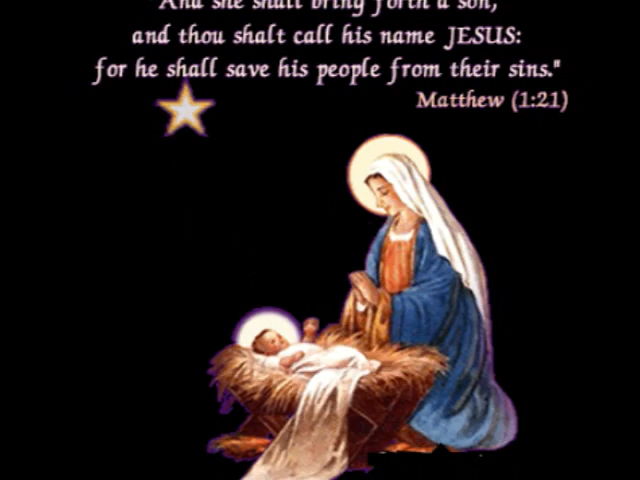 "And she shall bring forth a son,
and thou shalt call his name JESUS:
for he shall save his people from their sins."
Matthew (1:21)